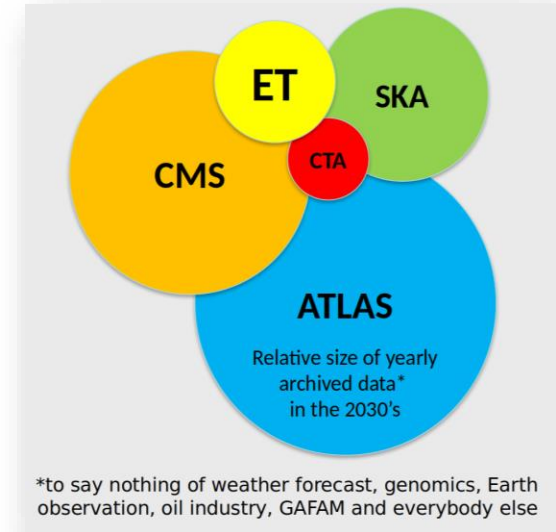 ET
SKA
CTA
CMS
ATLAS
Relative size of yearly
archived data*
in the 2030's
*to say nothing of weather forecast, genomics, Earth
observation, oil industry, GAFAM and everybody else